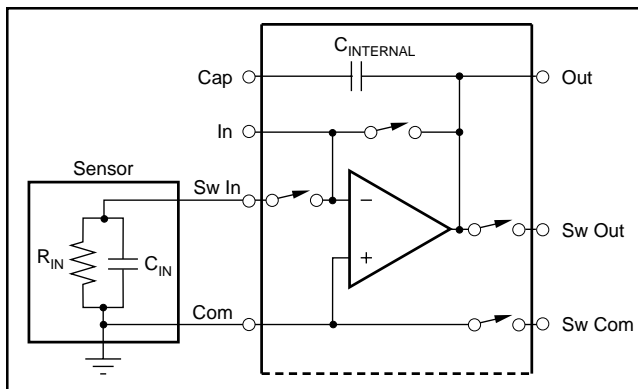 C_INTERNAL
Cap
Out
In
Sensor
Sw In
−
R_IN
C_IN
Sw Out
+
Com
Sw Com